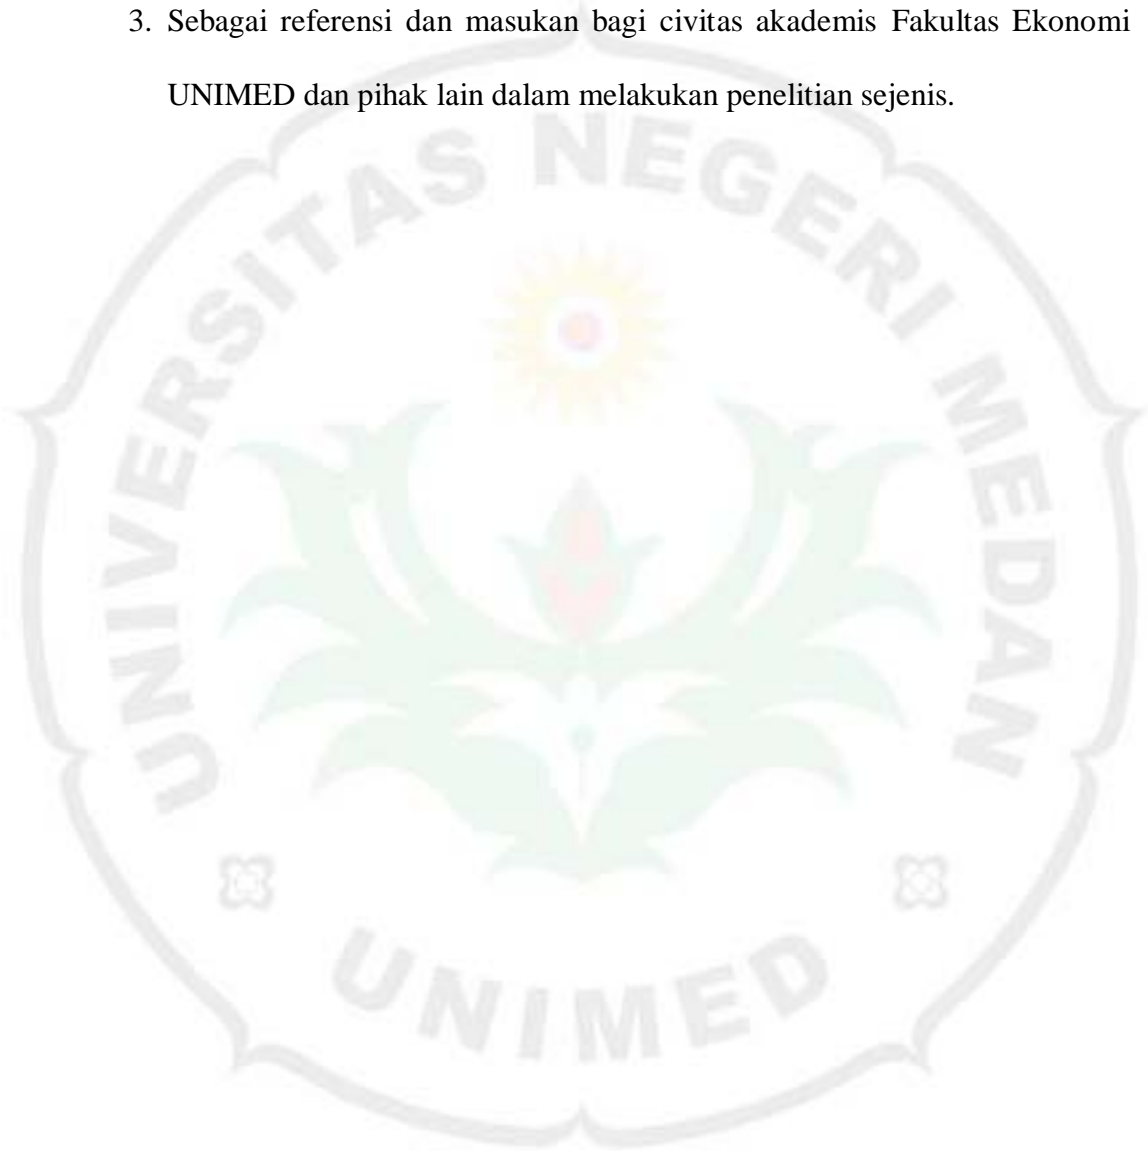 3. Sebagai referensi dan masukan bagi civitas akademis Fakultas Ekonomi
UNIMED dan pihak lain dalam melakukan penelitian sejenis.
UNIVERSITAS NEGERI MEDAN
UNIMED